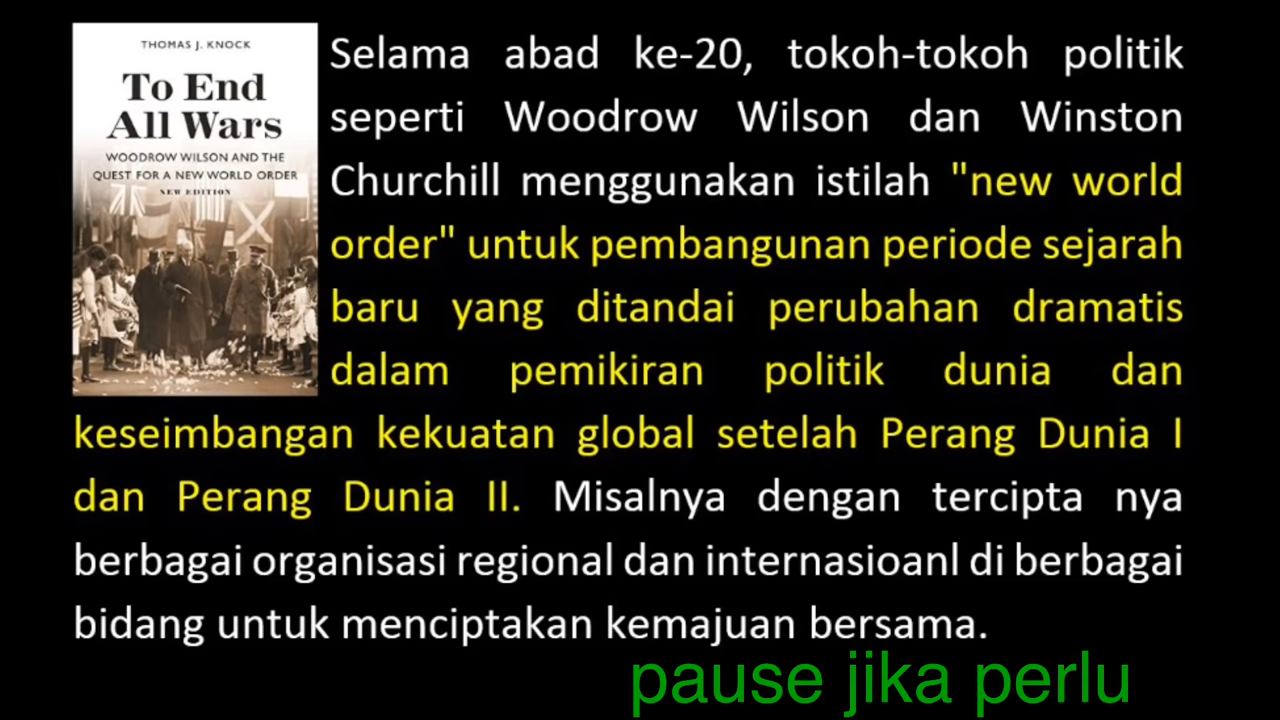 THOMAS J. KNOCK
To End
All Wars
WOODROW WILSON AND THE
QUEST FOR A NEW WORLD ORDER
NEW EDITION
Selama abad ke-20, tokoh-tokoh politik
seperti Woodrow Wilson dan Winston
Churchill menggunakan istilah "new world
order" untuk pembangunan periode sejarah
baru yang ditandai perubahan dramatis
dalam pemikiran politik dunia dan
keseimbangan kekuatan global setelah Perang Dunia I
dan Perang Dunia II. Misalnya dengan tercipta nya
berbagai organisasi regional dan internasioanl di berbagai
bidang untuk menciptakan kemajuan bersama.
pause jika perlu